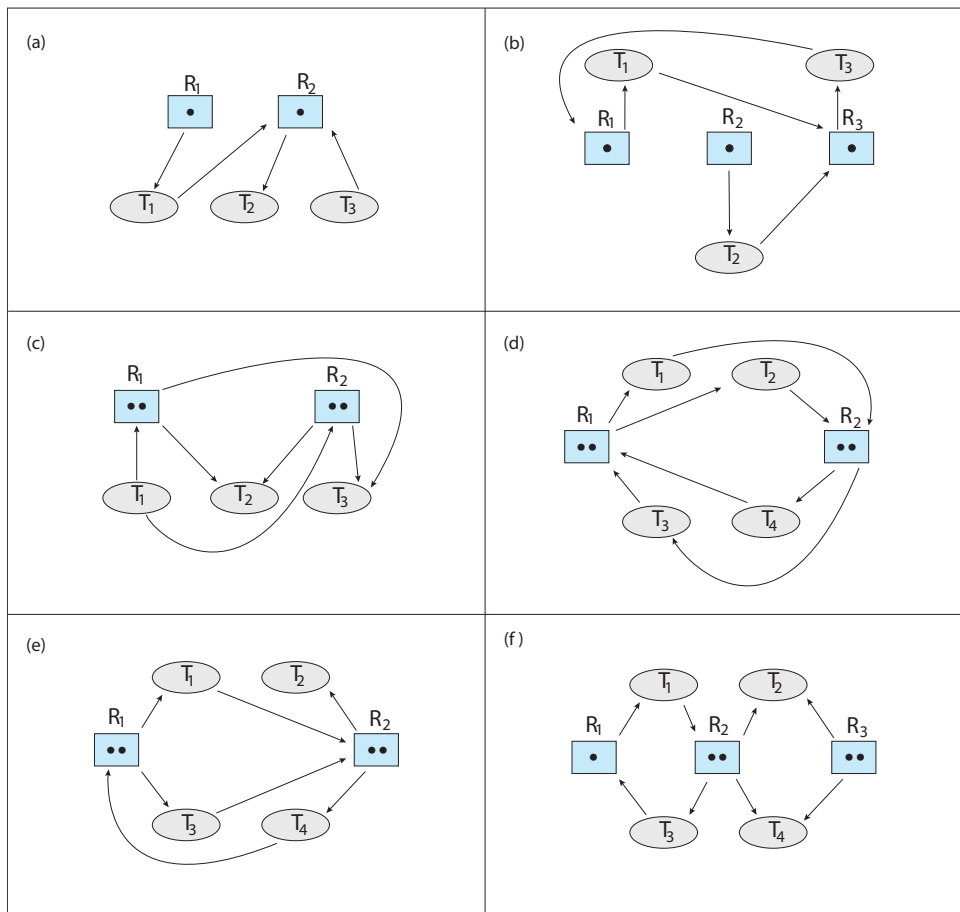 (a)
R₁ R₂
T₁ T₂ T₃
(b)
T₁ T₃
R₁ R₂ R₃
T₂
(c)
R₁ R₂
T₁ T₂ T₃
(d)
T₁ T₂
R₁ R₂
T₃ T₄
(e)
T₁ T₂
R₁ R₂
T₃ T₄
(f)
T₁ T₂
R₁ R₂ R₃
T₃ T₄